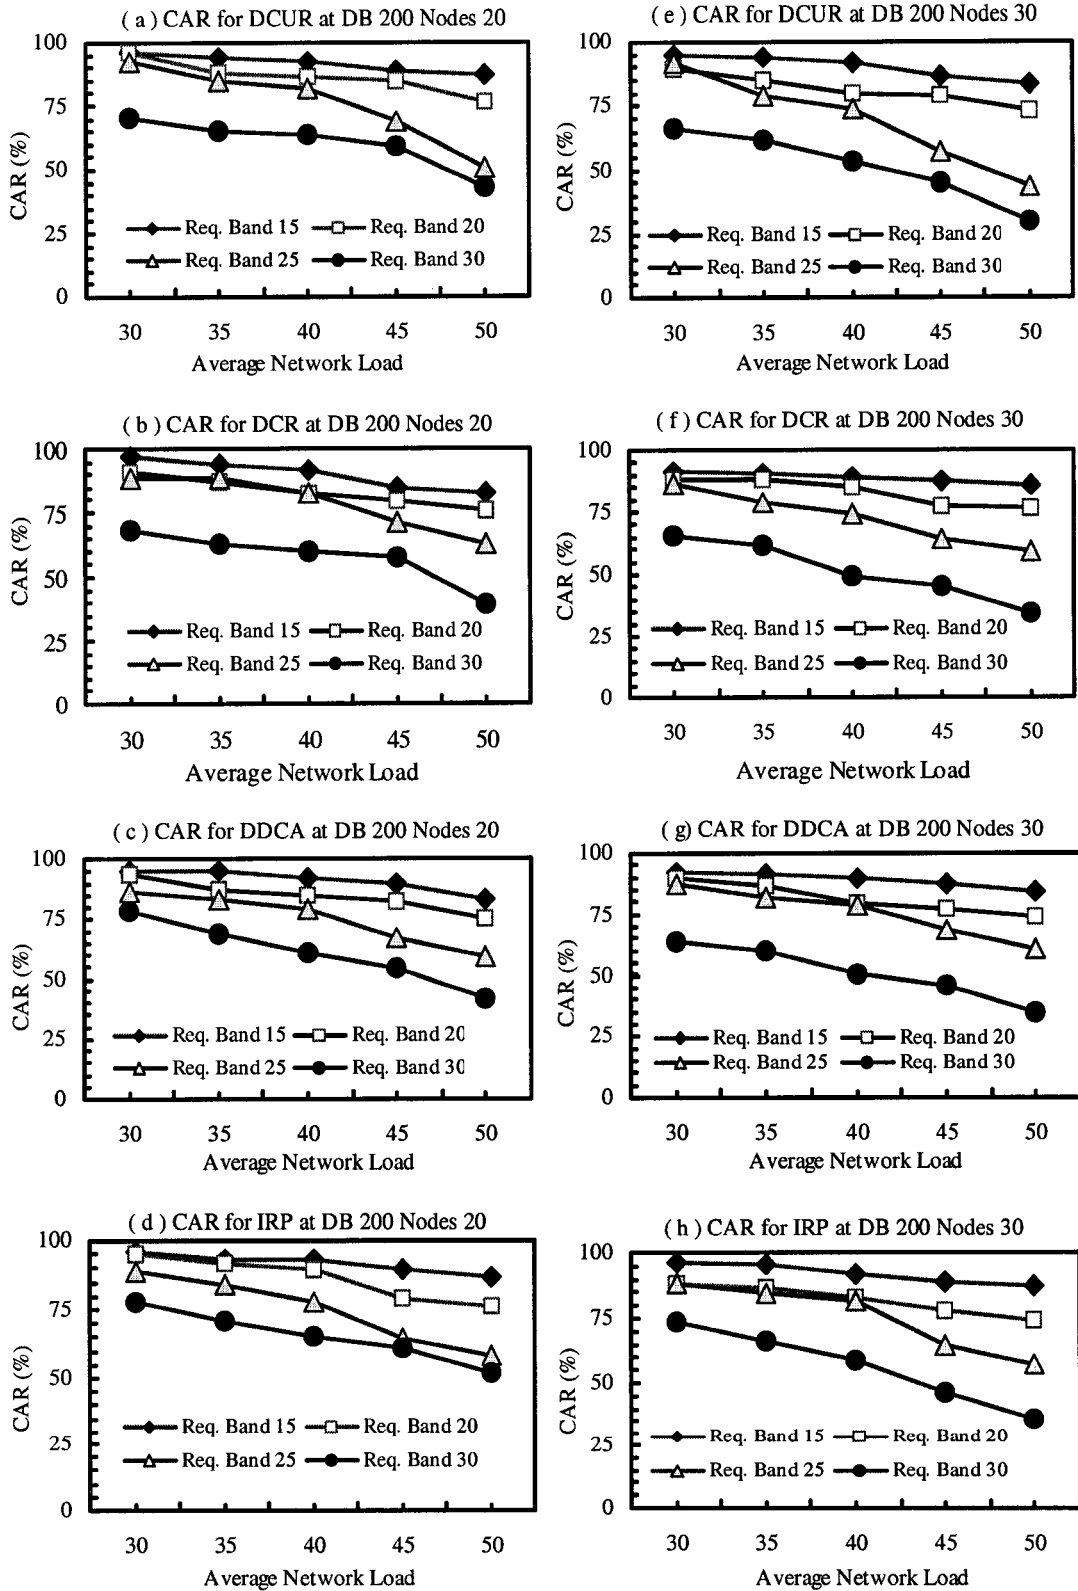 ( a ) CAR for DCUR at DB 200 Nodes 20
100
75
50
25
0
CAR (%)
Req. Band 15 Req. Band 20
Req. Band 25 Req. Band 30
30 35 40 45 50
Average Network Load
( e ) CAR for DCUR at DB 200 Nodes 30
100
75
50
25
0
CAR (%)
Req. Band 15 Req. Band 20
Req. Band 25 Req. Band 30
30 35 40 45 50
Average Network Load
( b ) CAR for DCR at DB 200 Nodes 20
100
75
50
25
0
CAR (%)
Req. Band 15 Req. Band 20
Req. Band 25 Req. Band 30
30 35 40 45 50
Average Network Load
( f ) CAR for DCR at DB 200 Nodes 30
100
75
50
25
0
CAR (%)
Req. Band 15 Req. Band 20
Req. Band 25 Req. Band 30
30 35 40 45 50
Average Network Load
( c ) CAR for DDCA at DB 200 Nodes 20
100
75
50
25
0
CAR (%)
Req. Band 15 Req. Band 20
Req. Band 25 Req. Band 30
30 35 40 45 50
Average Network Load
( g ) CAR for DDCA at DB 200 Nodes 30
100
75
50
25
0
CAR (%)
Req. Band 15 Req. Band 20
Req. Band 25 Req. Band 30
30 35 40 45 50
Average Network Load
( d ) CAR for IRP at DB 200 Nodes 20
100
75
50
25
0
CAR (%)
Req. Band 15 Req. Band 20
Req. Band 25 Req. Band 30
30 35 40 45 50
Average Network Load
( h ) CAR for IRP at DB 200 Nodes 30
100
75
50
25
0
CAR (%)
Req. Band 15 Req. Band 20
Req. Band 25 Req. Band 30
30 35 40 45 50
Average Network Load